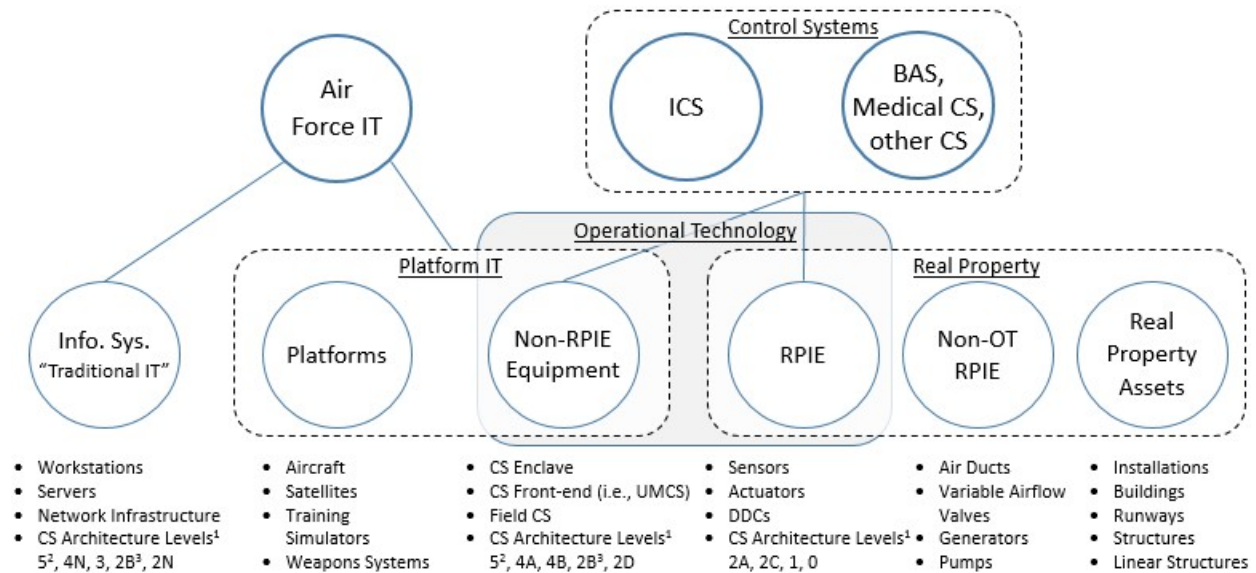 Control Systems
Air
Force IT
ICS
BAS,
Medical CS,
other CS
Operational Technology
Platform IT
Real Property
Info. Sys.
“Traditional IT”
Platforms
Non-RPIE
Equipment
RPIE
Non-OT
RPIE
Real
Property
Assets
• Workstations
• Servers
• Network Infrastructure
• CS Architecture Levels¹
5², 4N, 3, 2B³, 2N
• Aircraft
• Satellites
• Training
Simulators
• Weapons Systems
• CS Enclave
• CS Front-end (i.e., UMCS)
• Field CS
• CS Architecture Levels¹
5², 4A, 4B, 2B³, 2D
• Sensors
• Actuators
• DDCs
• CS Architecture Levels¹
2A, 2C, 1, 0
• Air Ducts
• Variable Airflow
Valves
• Generators
• Pumps
• Installations
• Buildings
• Runways
• Structures
• Linear Structures